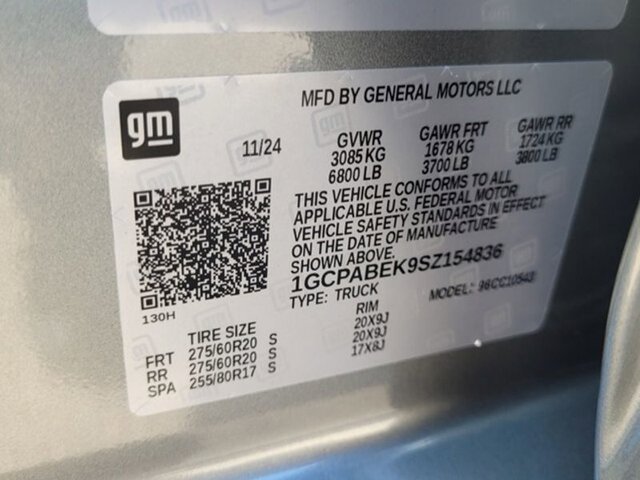 gm
MFD BY GENERAL MOTORS LLC
11/24
GVWR GAWR FRT GAWR RR
3085 KG 1678 KG 1724 KG
6800 LB 3700 LB 3800 LB
THIS VEHICLE CONFORMS TO ALL
APPLICABLE U.S. FEDERAL MOTOR
VEHICLE SAFETY STANDARDS IN EFFECT
ON THE DATE OF MANUFACTURE
SHOWN ABOVE.
1GCPABEK9SZ154836
TYPE: TRUCK MODEL:
130H
TIRE SIZE RIM
FRT 275/60R20 S 20X9J
RR 275/60R20 S 20X9J
SPA 255/80R17 S 17X8J